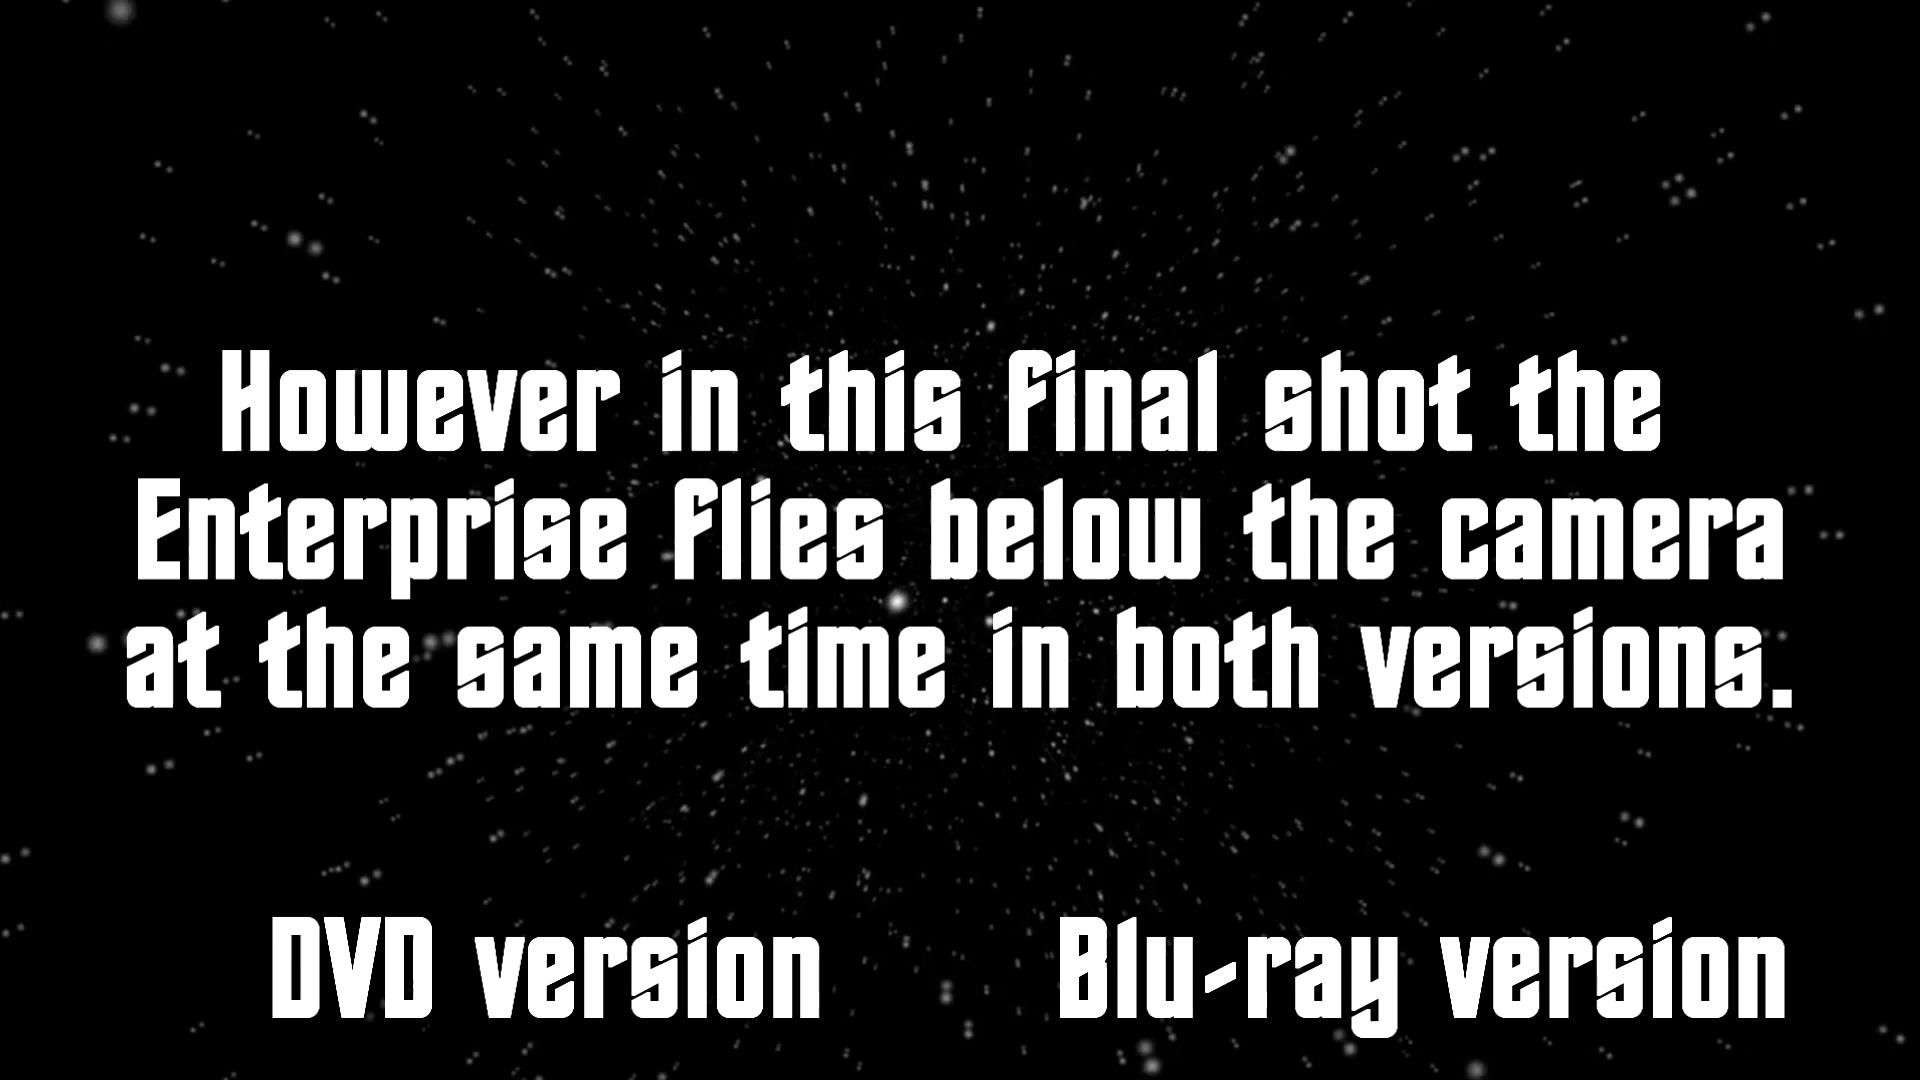 However in this final shot the
Enterprise flies below the camera
at the same time in both versions.
DVD version
Blu-ray version